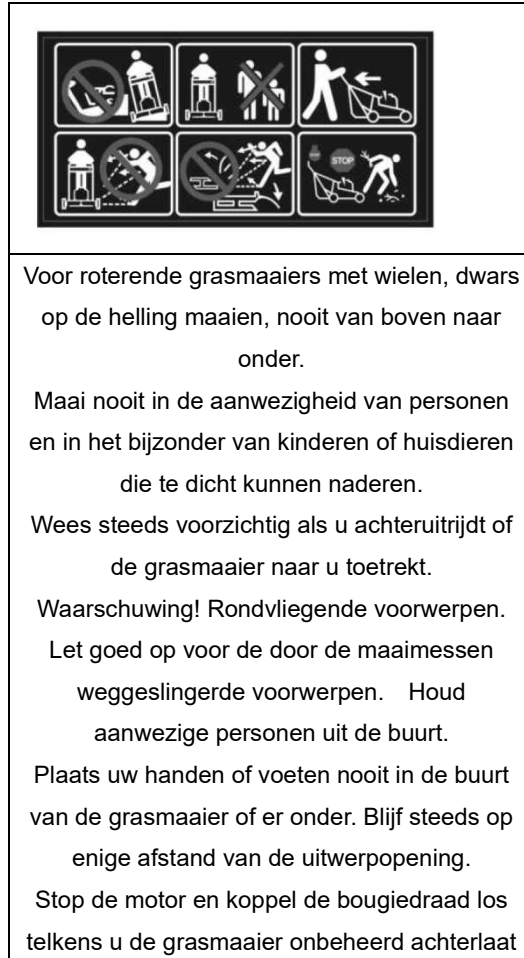 STOP
Voor roterende grasmaaiers met wielen, dwars
op de helling maaien, nooit van boven naar
onder.
Maai nooit in de aanwezigheid van personen
en in het bijzonder van kinderen of huisdieren
die te dicht kunnen naderen.
Wees steeds voorzichtig als u achteruitrijdt of
de grasmaaier naar u toetrekt.
Waarschuwing! Rondvliegende voorwerpen.
Let goed op voor de door de maaimessen
weggeslingerde voorwerpen. Houd
aanwezige personen uit de buurt.
Plaats uw handen of voeten nooit in de buurt
van de grasmaaier of er onder. Blijf steeds op
enige afstand van de uitwerpopening.
Stop de motor en koppel de bougiedraad los
telkens u de grasmaaier onbeheerd achterlaat